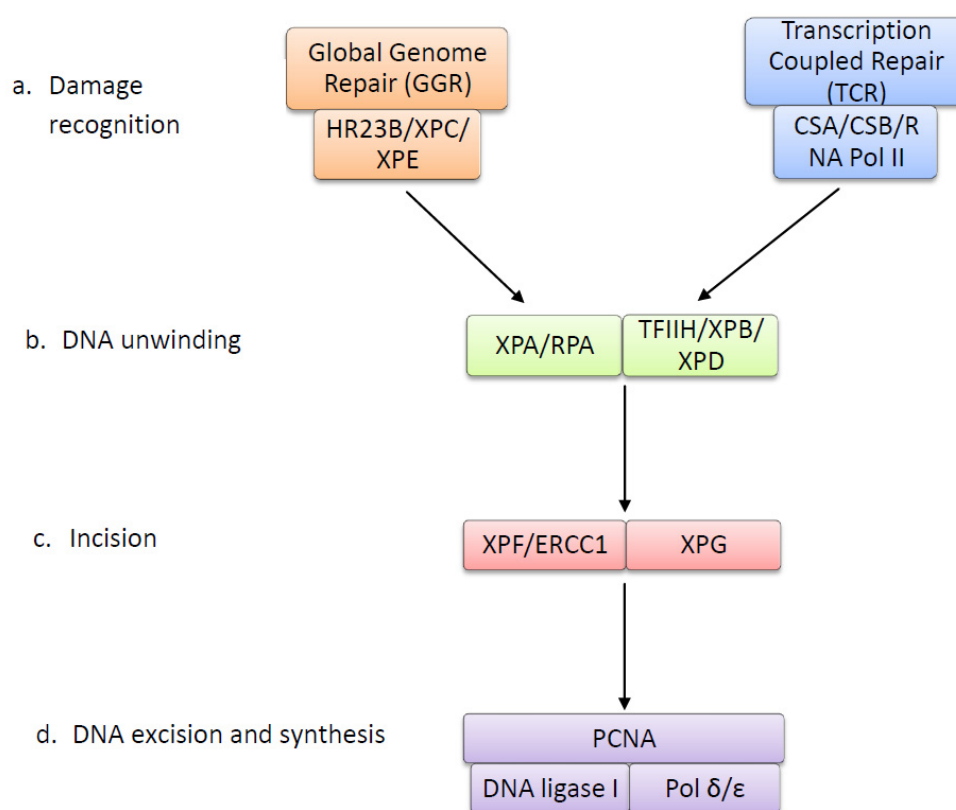 Global Genome
Repair (GGR)
HR23B/XPC/
XPE
Transcription
Coupled Repair
(TCR)
CSA/CSB/R
NA Pol II
a. Damage
recognition
b. DNA unwinding
XPA/RPA
TFIIH/XPB/
XPD
c. Incision
XPF/ERCC1
XPG
d. DNA excision and synthesis
PCNA
DNA ligase I
Pol δ/ε